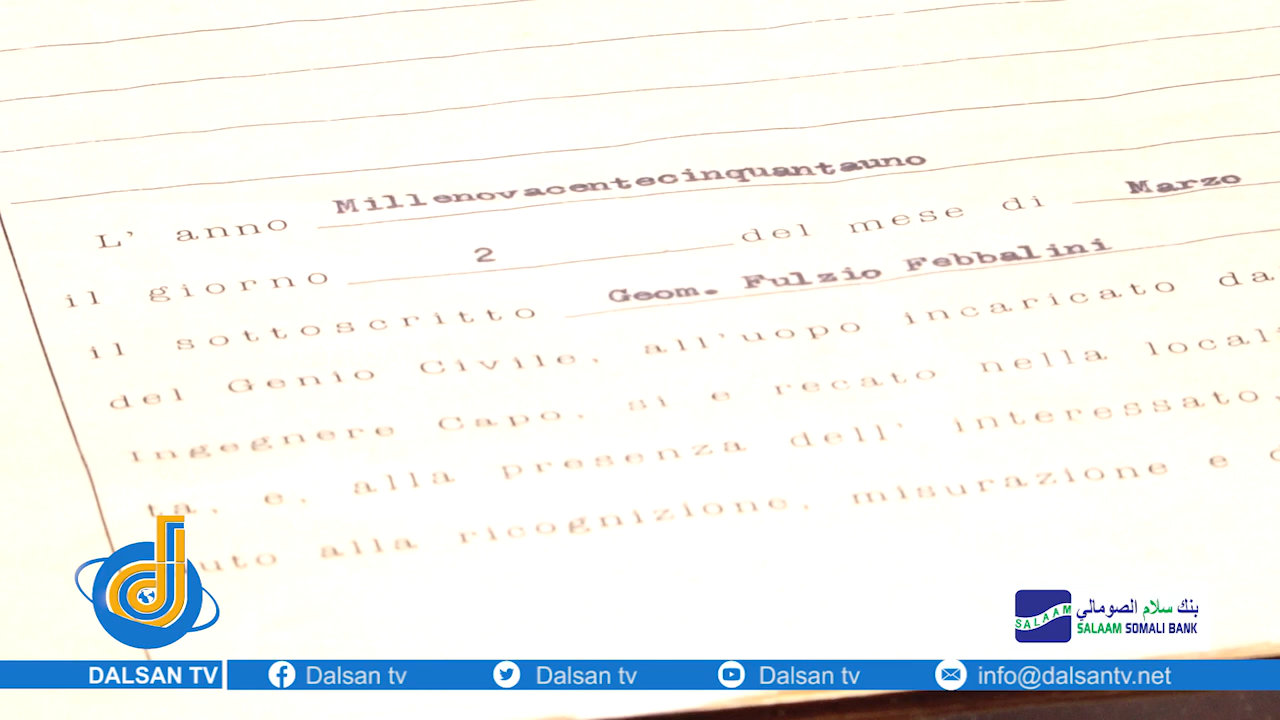 L' anno Millenovacentecinquantauno
il giorno 2 del mese di Marzo
il sottoscritto Geom. Fulzio Febbalini
del Genio Civile, all'uopo incaricato da
Ingegnere Capo, si e recato nella locali
ta, e, alla presenza dell' interessato,
uto alla ricognizione, misurazione e
SALAAM
بنك سلام الصومالي
SALAAM SOMALI BANK
DALSAN TV
Dalsan tv
Dalsan tv
Dalsan tv
info@dalsantv.net